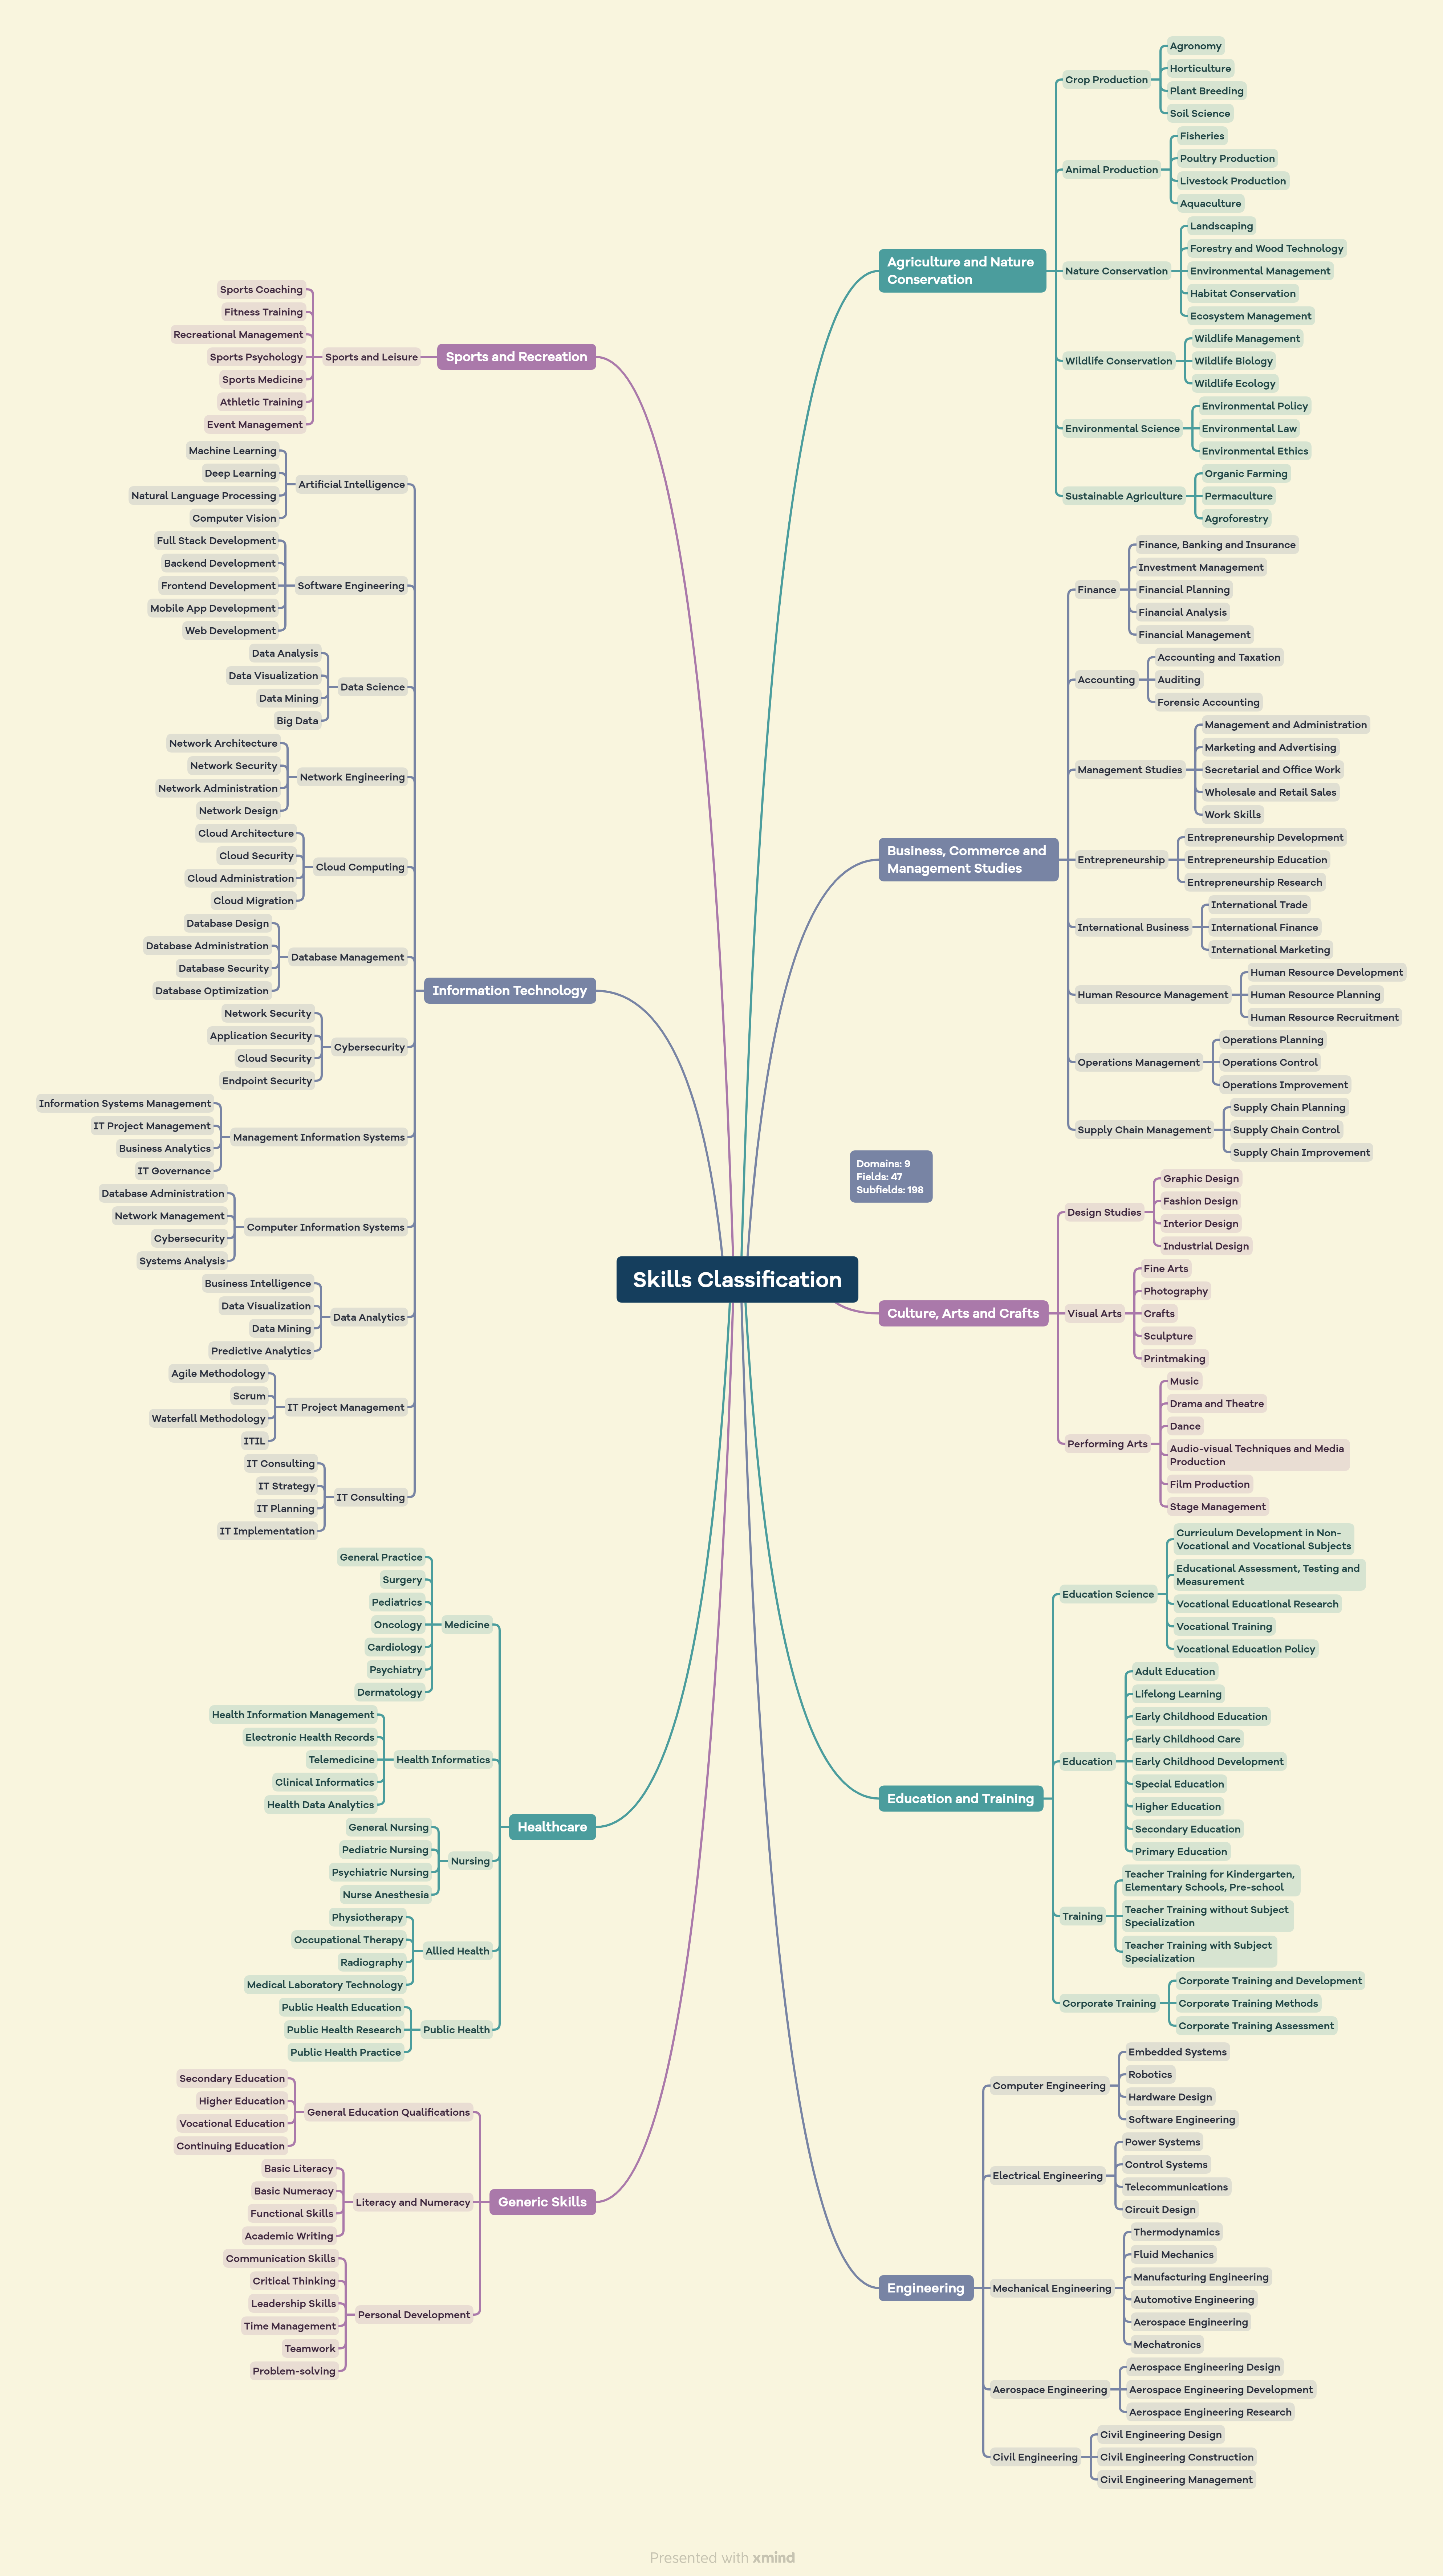 Skills Classification
Domains: 9
Fields: 47
Subfields: 198
Agriculture and Nature
Conservation
Crop Production
Agronomy
Horticulture
Plant Breeding
Soil Science
Animal Production
Fisheries
Poultry Production
Livestock Production
Aquaculture
Nature Conservation
Landscaping
Forestry and Wood Technology
Environmental Management
Habitat Conservation
Ecosystem Management
Wildlife Conservation
Wildlife Management
Wildlife Biology
Wildlife Ecology
Environmental Science
Environmental Policy
Environmental Law
Environmental Ethics
Sustainable Agriculture
Organic Farming
Permaculture
Agroforestry
Business, Commerce and
Management Studies
Finance
Finance, Banking and Insurance
Investment Management
Financial Planning
Financial Analysis
Financial Management
Accounting
Accounting and Taxation
Auditing
Forensic Accounting
Management Studies
Management and Administration
Marketing and Advertising
Secretarial and Office Work
Wholesale and Retail Sales
Work Skills
Entrepreneurship
Entrepreneurship Development
Entrepreneurship Education
Entrepreneurship Research
International Business
International Trade
International Finance
International Marketing
Human Resource Management
Human Resource Development
Human Resource Planning
Human Resource Recruitment
Operations Management
Operations Planning
Operations Control
Operations Improvement
Supply Chain Management
Supply Chain Planning
Supply Chain Control
Supply Chain Improvement
Culture, Arts and Crafts
Design Studies
Graphic Design
Fashion Design
Interior Design
Industrial Design
Visual Arts
Fine Arts
Photography
Crafts
Sculpture
Printmaking
Performing Arts
Music
Drama and Theatre
Dance
Audio-visual Techniques and Media
Production
Film Production
Stage Management
Education and Training
Education Science
Curriculum Development in Non-
Vocational and Vocational Subjects
Educational Assessment, Testing and
Measurement
Vocational Educational Research
Vocational Training
Vocational Education Policy
Education
Adult Education
Lifelong Learning
Early Childhood Education
Early Childhood Care
Early Childhood Development
Special Education
Higher Education
Secondary Education
Primary Education
Training
Teacher Training for Kindergarten,
Elementary Schools, Pre-school
Teacher Training without Subject
Specialization
Teacher Training with Subject
Specialization
Corporate Training
Corporate Training and Development
Corporate Training Methods
Corporate Training Assessment
Engineering
Computer Engineering
Embedded Systems
Robotics
Hardware Design
Software Engineering
Electrical Engineering
Power Systems
Control Systems
Telecommunications
Circuit Design
Mechanical Engineering
Thermodynamics
Fluid Mechanics
Manufacturing Engineering
Automotive Engineering
Aerospace Engineering
Mechatronics
Aerospace Engineering
Aerospace Engineering Design
Aerospace Engineering Development
Aerospace Engineering Research
Civil Engineering
Civil Engineering Design
Civil Engineering Construction
Civil Engineering Management
Sports and Recreation
Sports and Leisure
Sports Coaching
Fitness Training
Recreational Management
Sports Psychology
Sports Medicine
Athletic Training
Event Management
Information Technology
Artificial Intelligence
Machine Learning
Deep Learning
Natural Language Processing
Computer Vision
Software Engineering
Full Stack Development
Backend Development
Frontend Development
Mobile App Development
Web Development
Data Science
Data Analysis
Data Visualization
Data Mining
Big Data
Network Engineering
Network Architecture
Network Security
Network Administration
Network Design
Cloud Computing
Cloud Architecture
Cloud Security
Cloud Administration
Cloud Migration
Database Management
Database Design
Database Administration
Database Security
Database Optimization
Cybersecurity
Network Security
Application Security
Cloud Security
Endpoint Security
Management Information Systems
Information Systems Management
IT Project Management
Business Analytics
IT Governance
Computer Information Systems
Database Administration
Network Management
Cybersecurity
Systems Analysis
Data Analytics
Business Intelligence
Data Visualization
Data Mining
Predictive Analytics
IT Project Management
Agile Methodology
Scrum
Waterfall Methodology
ITIL
IT Consulting
IT Consulting
IT Strategy
IT Planning
IT Implementation
Healthcare
Medicine
General Practice
Surgery
Pediatrics
Oncology
Cardiology
Psychiatry
Dermatology
Health Informatics
Health Information Management
Electronic Health Records
Telemedicine
Clinical Informatics
Health Data Analytics
Nursing
General Nursing
Pediatric Nursing
Psychiatric Nursing
Nurse Anesthesia
Allied Health
Physiotherapy
Occupational Therapy
Radiography
Medical Laboratory Technology
Public Health
Public Health Education
Public Health Research
Public Health Practice
Generic Skills
General Education Qualifications
Secondary Education
Higher Education
Vocational Education
Continuing Education
Literacy and Numeracy
Basic Literacy
Basic Numeracy
Functional Skills
Academic Writing
Personal Development
Communication Skills
Critical Thinking
Leadership Skills
Time Management
Teamwork
Problem-solving
Presented with xmind